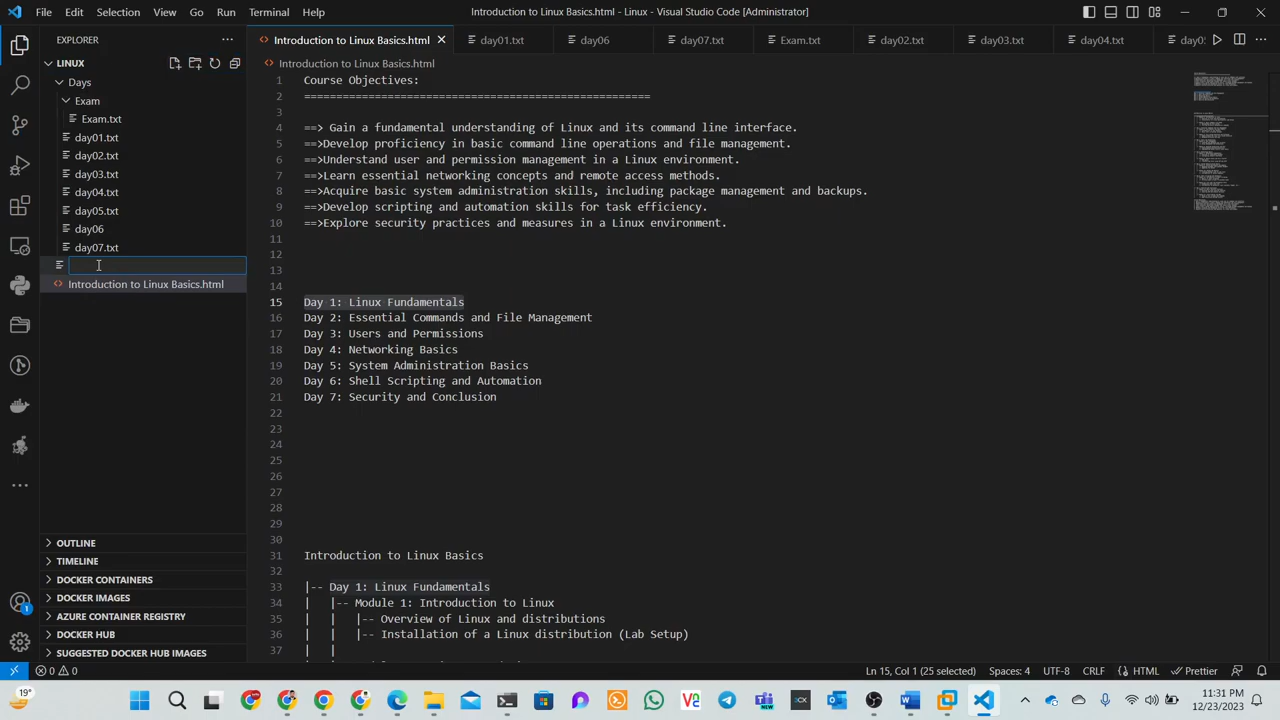 File Edit Selection View Go Run Terminal Help
Introduction to Linux Basics.html - Linux - Visual Studio Code [Administrator]
EXPLORER
LINUX
Days
Exam
Exam.txt
day01.txt
day02.txt
day03.txt
day04.txt
day05.txt
day06
day07.txt
Introduction to Linux Basics.html
OUTLINE
TIMELINE
DOCKER CONTAINERS
DOCKER IMAGES
AZURE CONTAINER REGISTRY
DOCKER HUB
SUGGESTED DOCKER HUB IMAGES
Introduction to Linux Basics.html day01.txt day06 day07.txt Exam.txt day02.txt day03.txt day04.txt day05
Introduction to Linux Basics.html
1 Course Objectives:
2 ======================================================
3
4 ==> Gain a fundamental understanding of Linux and its command line interface.
5 ==>Develop proficiency in basic command line operations and file management.
6 ==>Understand user and permission management in a Linux environment.
7 ==>Learn essential networking concepts and remote access methods.
8 ==>Acquire basic system administration skills, including package management and backups.
9 ==>Develop scripting and automation skills for task efficiency.
10 ==>Explore security practices and measures in a Linux environment.
11
12
13
14
15 Day 1: Linux Fundamentals
16 Day 2: Essential Commands and File Management
17 Day 3: Users and Permissions
18 Day 4: Networking Basics
19 Day 5: System Administration Basics
20 Day 6: Shell Scripting and Automation
21 Day 7: Security and Conclusion
22
23
24
25
26
27
28
29
30
31 Introduction to Linux Basics
32
33 |-- Day 1: Linux Fundamentals
34 | |-- Module 1: Introduction to Linux
35 | | |-- Overview of Linux and distributions
36 | | |-- Installation of a Linux distribution (Lab Setup)
37 | |
1
0 0
Ln 15, Col 1 (25 selected) Spaces: 4 UTF-8 CRLF HTML Prettier
19°
11:31 PM
12/23/2023